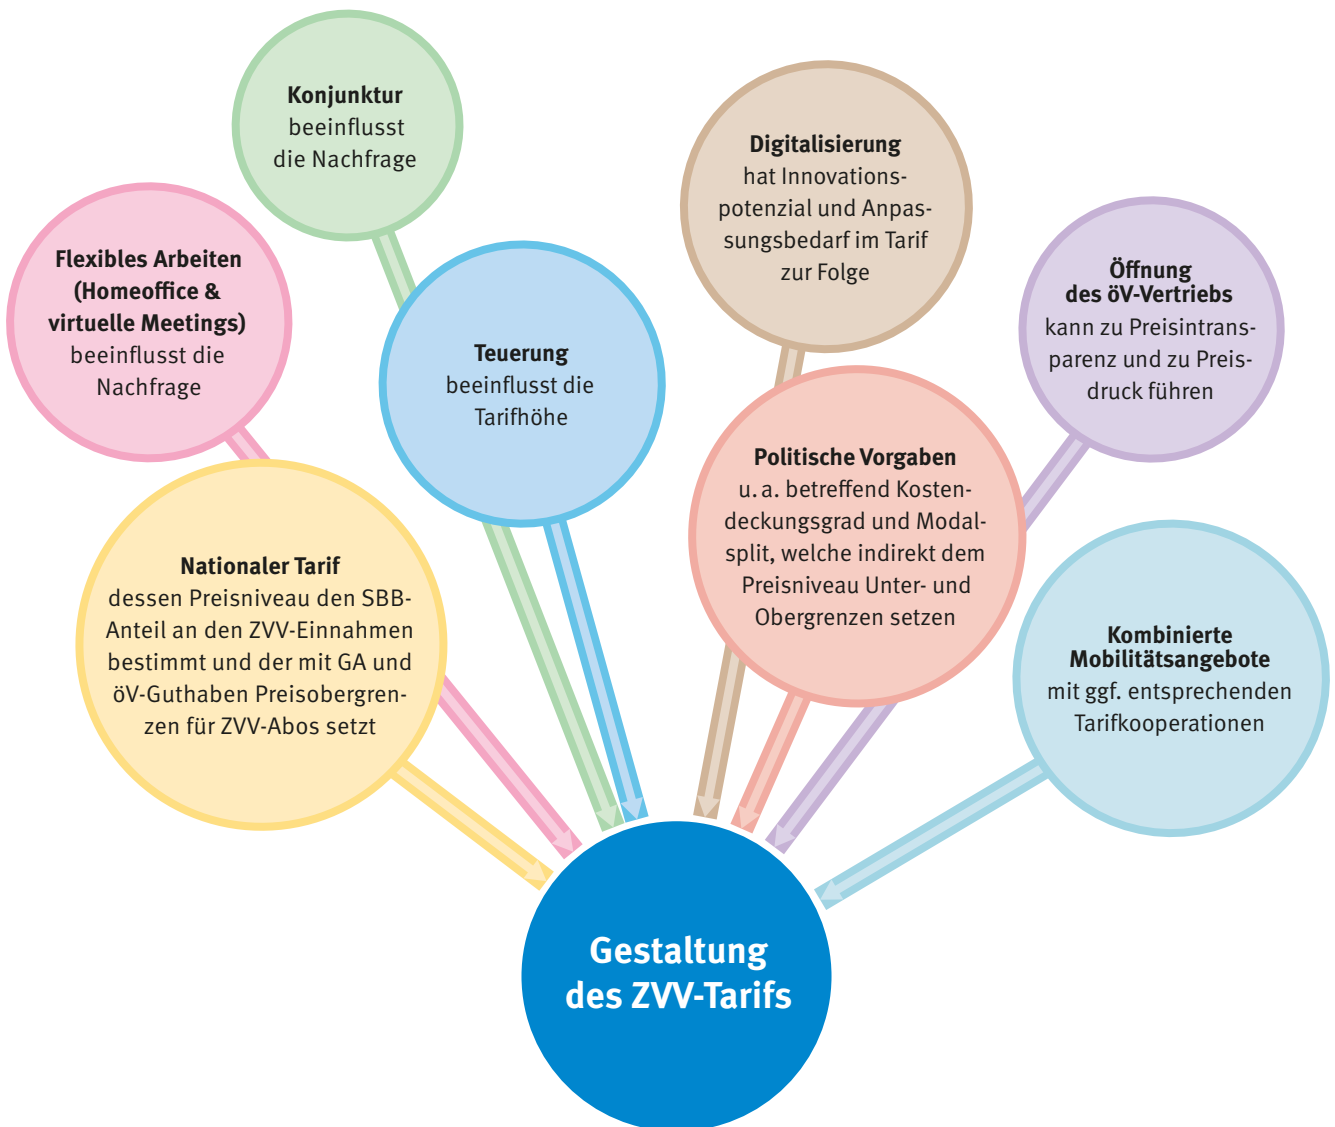 Konjunktur
beeinflusst
die Nachfrage
Digitalisierung
hat Innovations-
potenzial und Anpas-
sungsbedarf im Tarif
zur Folge
Flexibles Arbeiten
(Homeoffice &
virtuelle Meetings)
beeinflusst die
Nachfrage
Teuerung
beeinflusst die
Tarifhöhe
Öffnung
des öV-Vertriebs
kann zu Preisintrans-
parenz und zu Preis-
druck führen
Nationaler Tarif
dessen Preisniveau den SBB-
Anteil an den ZVV-Einnahmen
bestimmt und der mit GA und
öV-Guthaben Preisobergren-
zen für ZVV-Abos setzt
Politische Vorgaben
u. a. betreffend Kosten-
deckungsgrad und Modal-
split, welche indirekt dem
Preisniveau Unter- und
Obergrenzen setzen
Kombinierte
Mobilitätsangebote
mit ggf. entsprechenden
Tarifkooperationen
Gestaltung
des ZVV-Tarifs